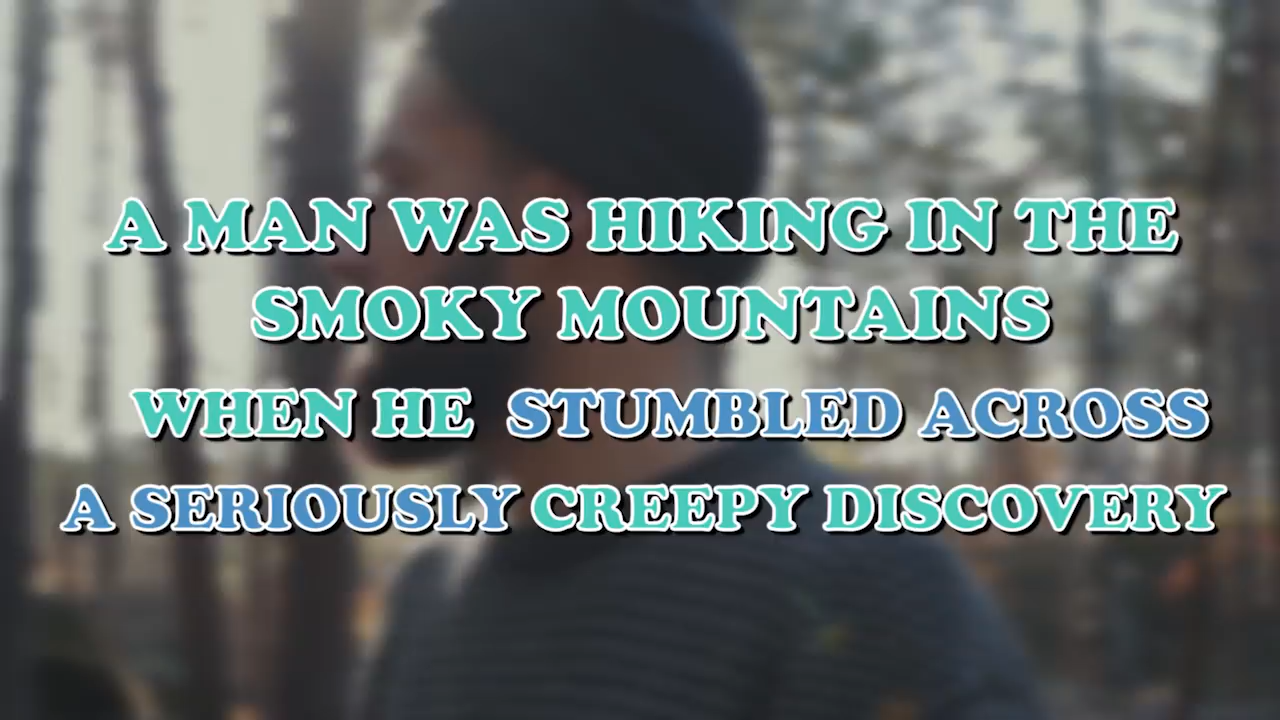 A MAN WAS HIKING IN THE
SMOKY MOUNTAINS
WHEN HE STUMBLED ACROSS
A SERIOUSLY CREEPY DISCOVERY